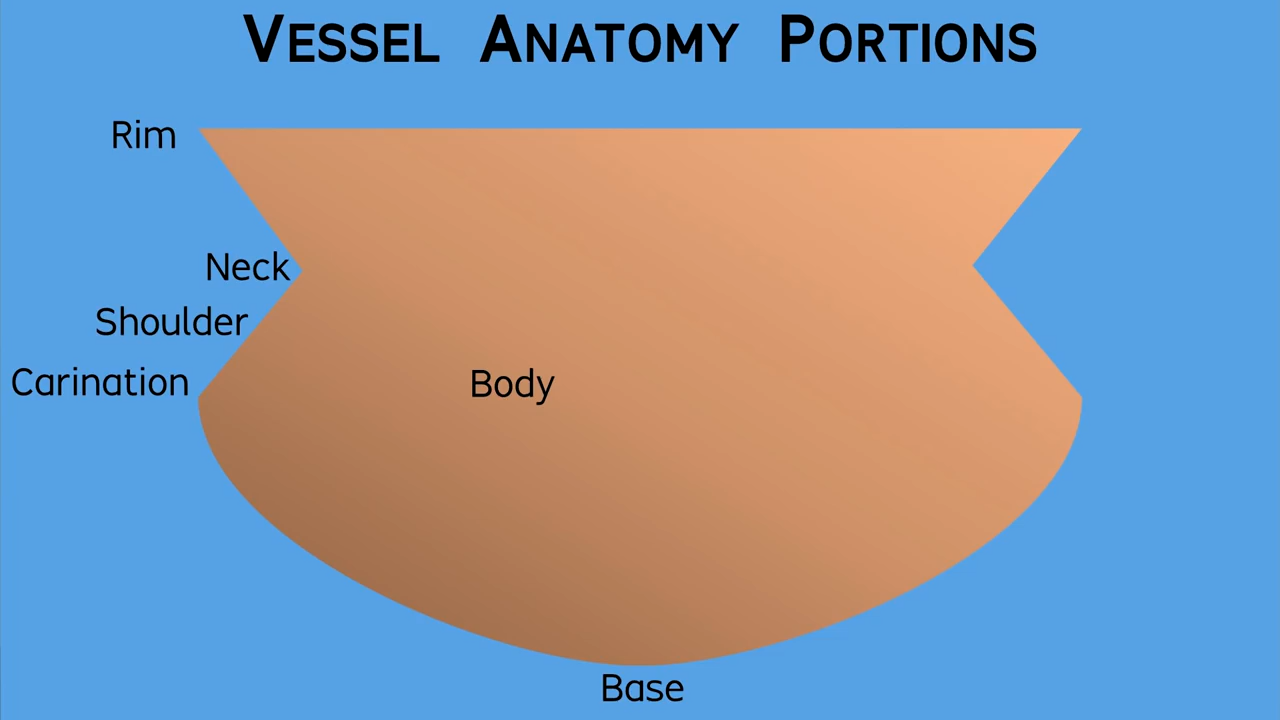 Vessel Anatomy Portions
Rim
Neck
Shoulder
Carination
Body
Base